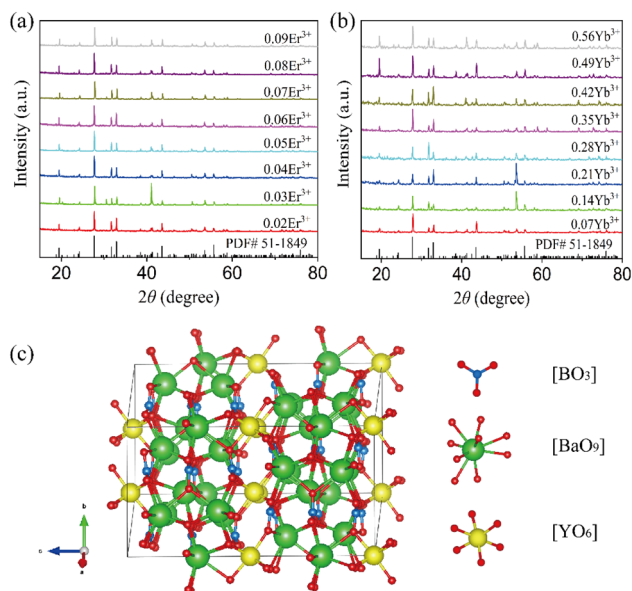 (a)
0.09Er³⁺
0.08Er³⁺
0.07Er³⁺
0.06Er³⁺
0.05Er³⁺
0.04Er³⁺
0.03Er³⁺
0.02Er³⁺
PDF# 51-1849
Intensity (a.u.)
20 40 60 80
2θ (degree)
(b)
0.56Yb³⁺
0.49Yb³⁺
0.42Yb³⁺
0.35Yb³⁺
0.28Yb³⁺
0.21Yb³⁺
0.14Yb³⁺
0.07Yb³⁺
PDF# 51-1849
Intensity (a.u.)
20 40 60 80
2θ (degree)
(c)
[BO₃]
[BaO₉]
[YO₆]
b
c
a